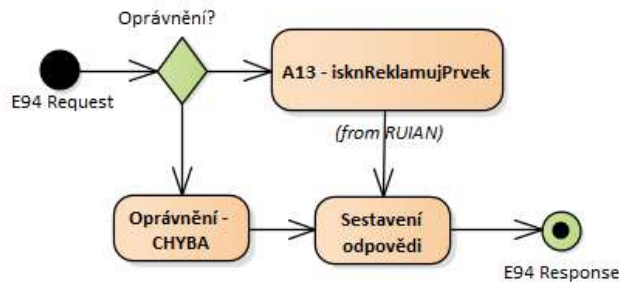 Oprávnění?
A13 - isknReklamujPrvek
E94 Request
(from RUIAN)
Oprávnění -
CHYBA
Sestavení
odpovědi
E94 Response